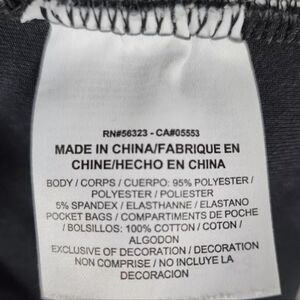 RN#56323 - CA#05553
MADE IN CHINA/FABRIQUE EN
CHINE/HECHO EN CHINA
BODY / CORPS / CUERPO: 95% POLYESTER /
POLYESTER / POLIESTER
5% SPANDEX / ELASTHANNE / ELASTANO
POCKET BAGS / COMPARTIMENTS DE POCHE
/ BOLSILLOS: 100% COTTON / COTON /
ALGODON
EXCLUSIVE OF DECORATION / DECORATION
NON COMPRISE / NO INCLUYE LA
DECORACION